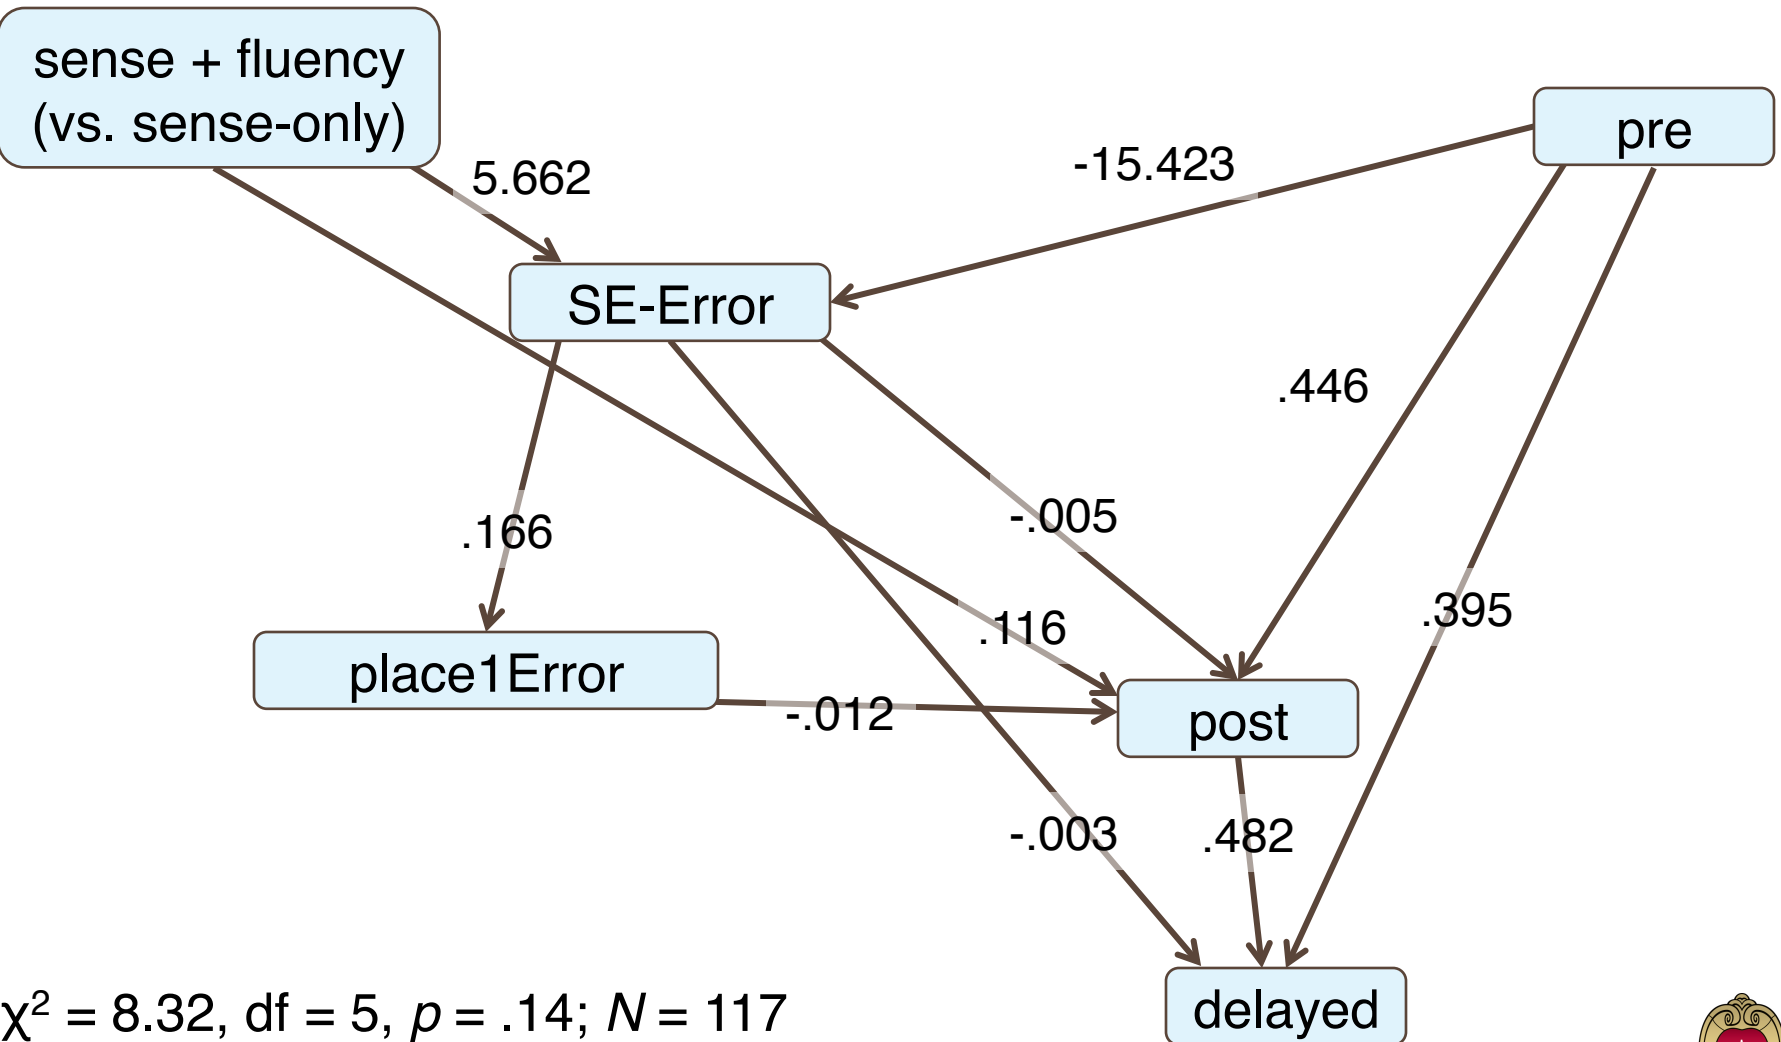 sense + fluency
(vs. sense-only)
pre
5.662
-15.423
SE-Error
.446
-.005
.166
.395
.116
place1Error
-.012
post
-.003
.482
delayed
χ² = 8.32, df = 5, p = .14; N = 117